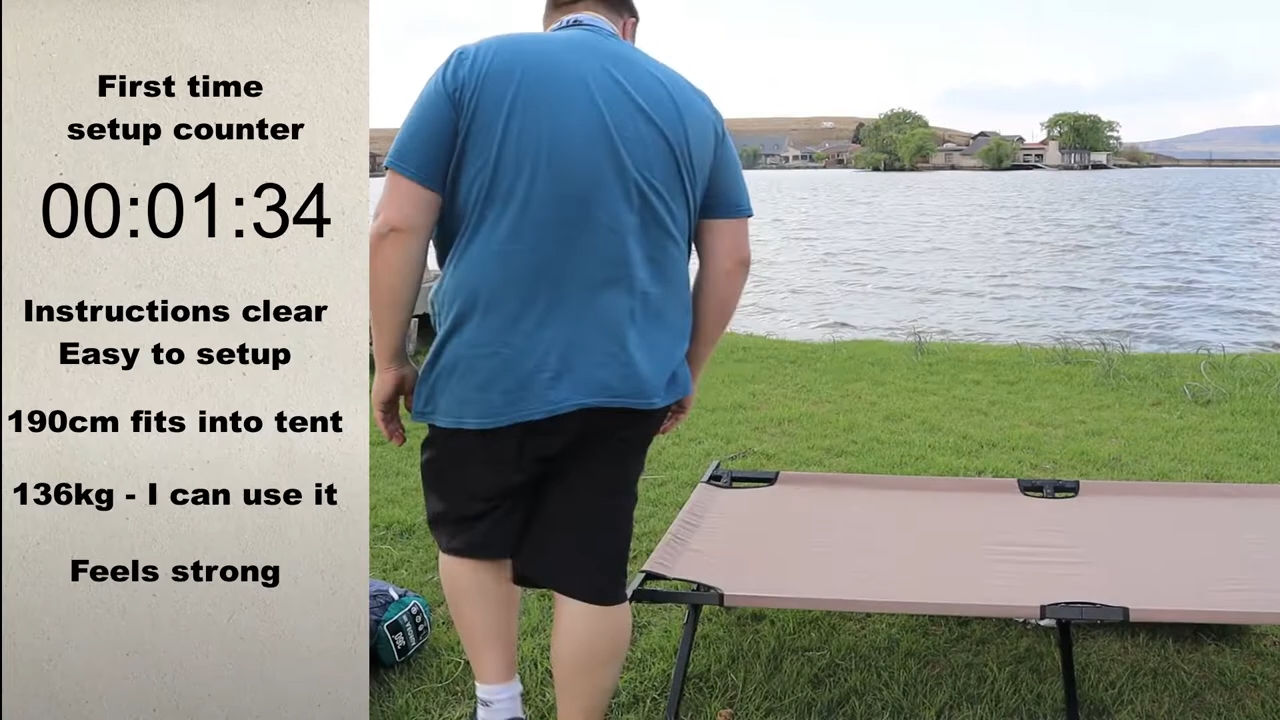 First time
setup counter
00:01:34
Instructions clear
Easy to setup
190cm fits into tent
136kg - I can use it
Feels strong
360°